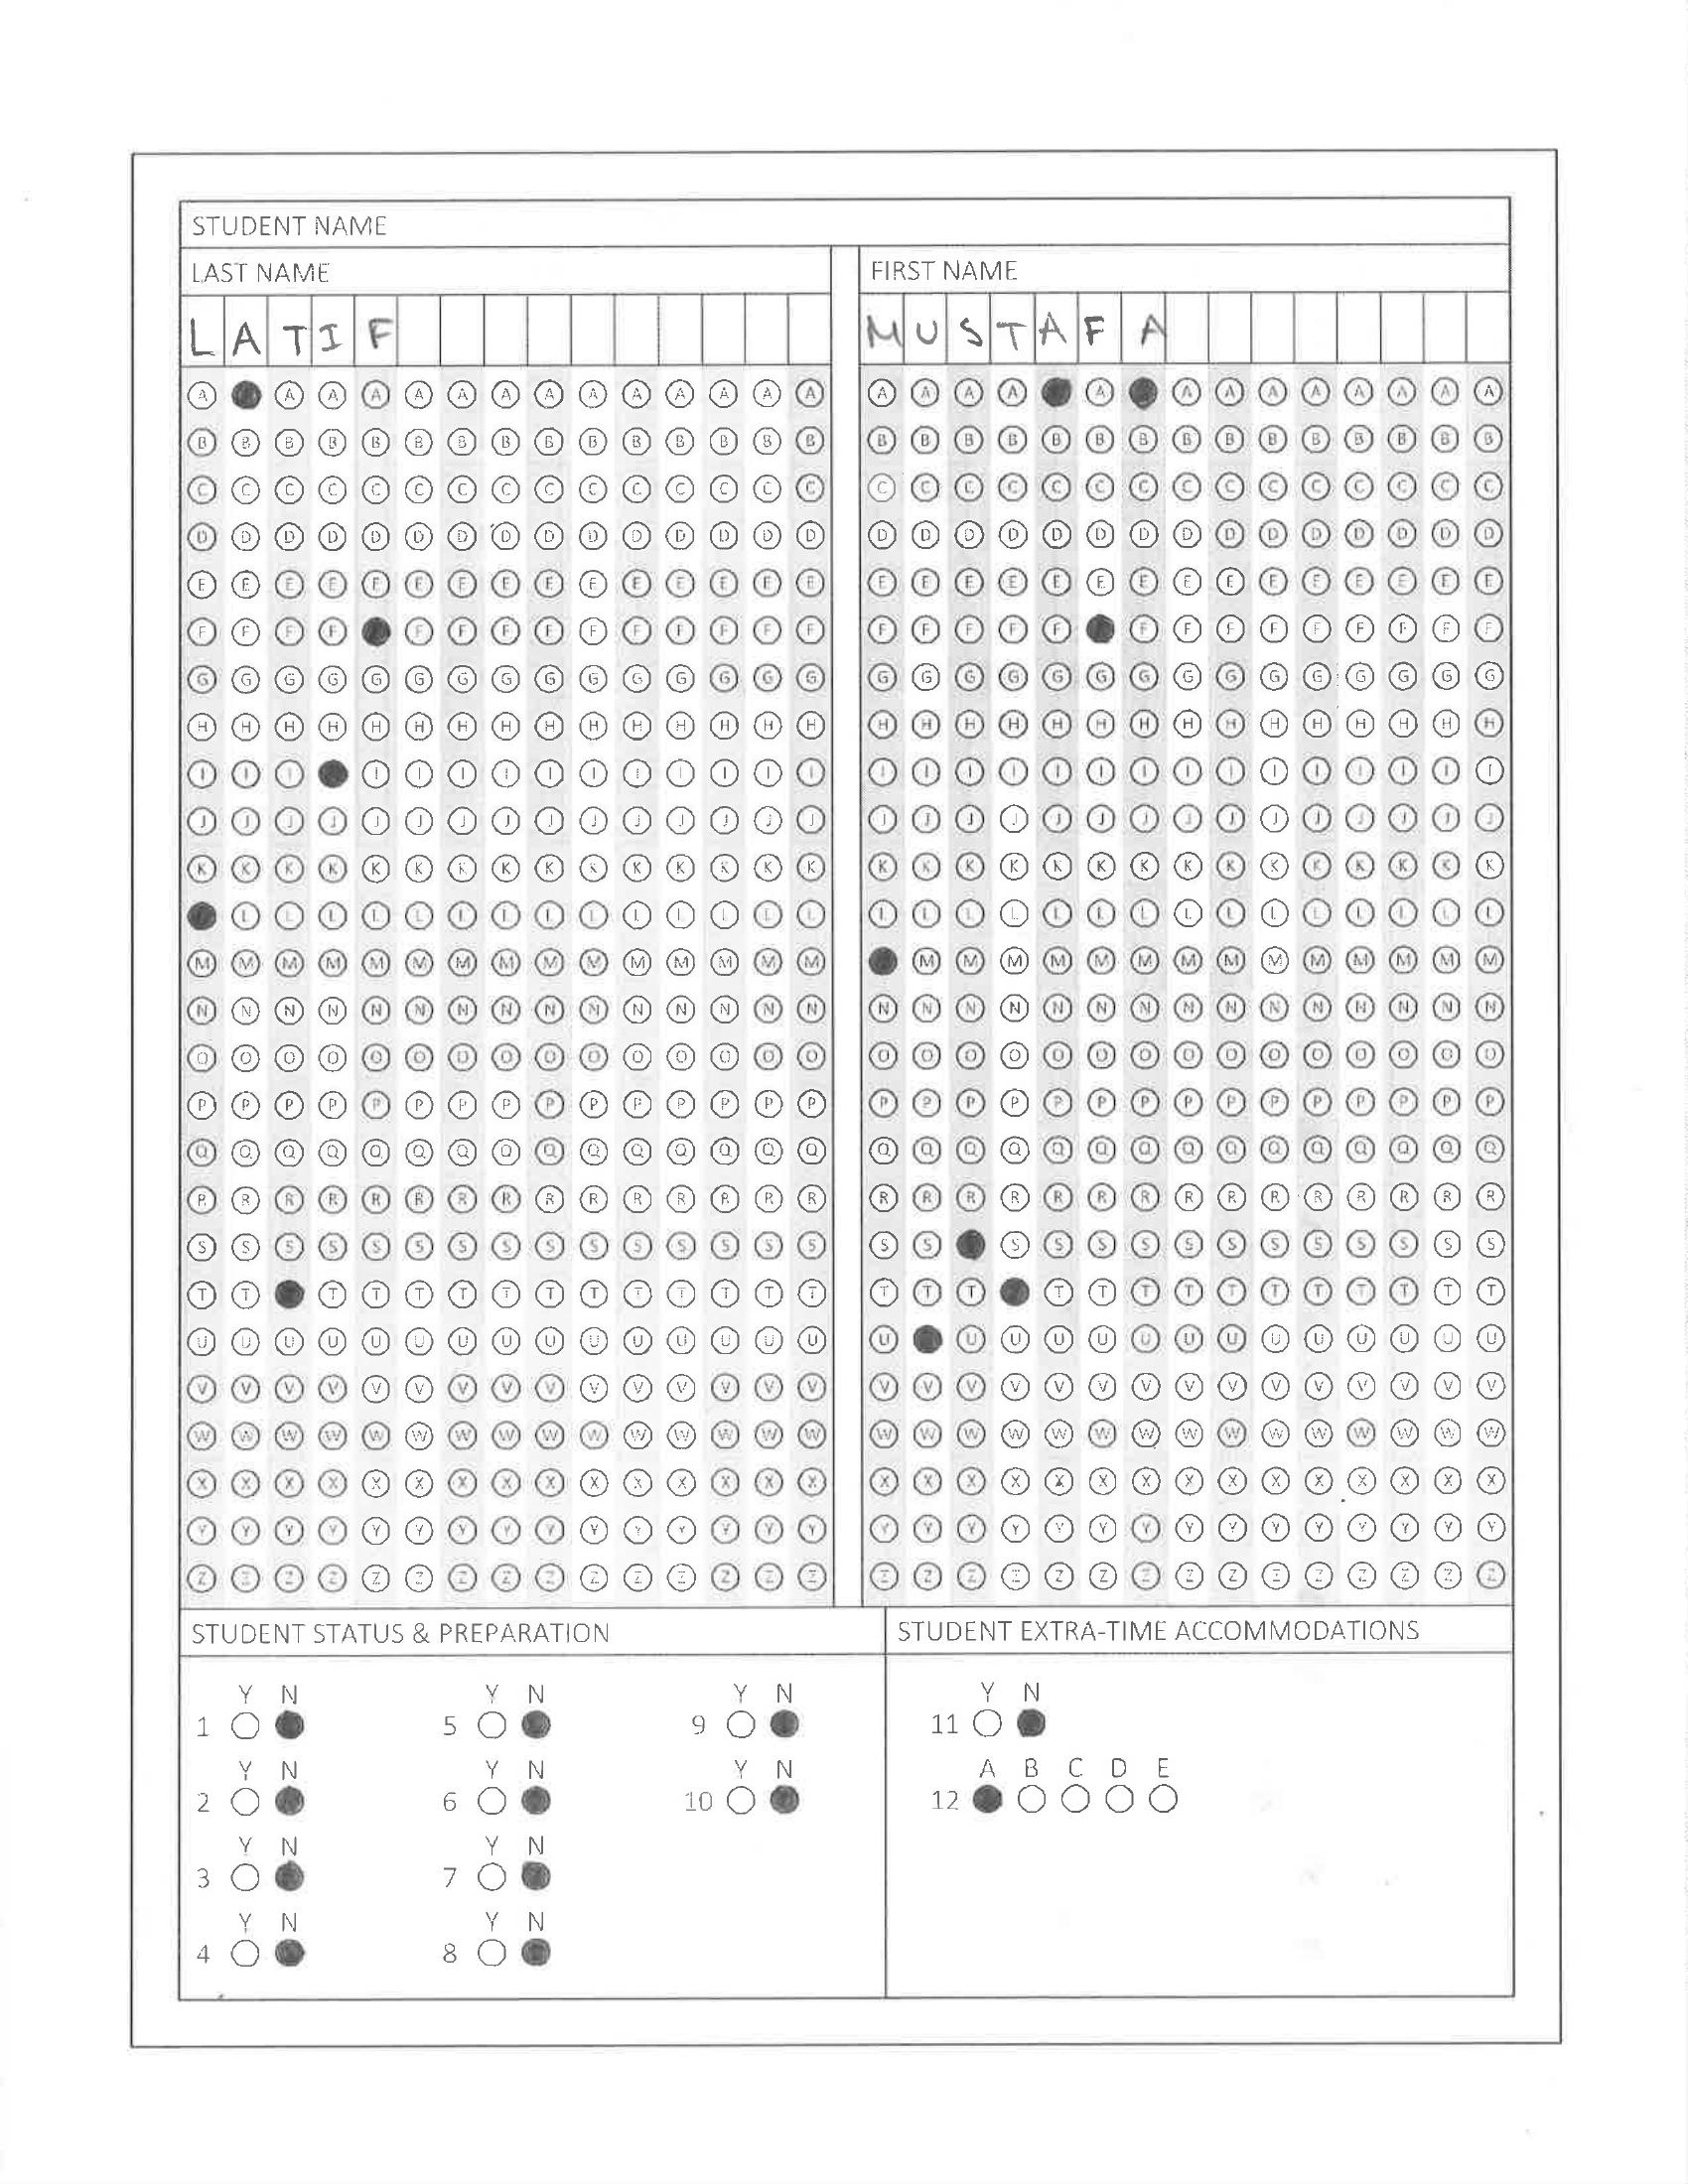 STUDENT NAME
LAST NAME FIRST NAME
L A T I F M U S T A F A
A A A A A A A A A A A A A A A A A A A A A A A A A A
B B B B B B B B B B B B B B B B B B B B B B B B B B B B B B
C C C C C C C C C C C C C C C C C C C C C C C C C C C C C C
D D D D D D D D D D D D D D D D D D D D D D D D D D D D D D
E E E E E E E E E E E E E E E E E E E E E E E E E E E E E E
F F F F F F F F F F F F F F F F F F F F F F F F F F F F
G G G G G G G G G G G G G G G G G G G G G G G G G G G G G G
H H H H H H H H H H H H H H H H H H H H H H H H H H H H H H
I I I I I I I I I I I I I I I I I I I I I I I I I I I I I
J J J J J J J J J J J J J J J J J J J J J J J J J J J J J J
K K K K K K K K K K K K K K K K K K K K K K K K K K K K K K
L L L L L L L L L L L L L L L L L L L L L L L L L L L L L
M M M M M M M M M M M M M M M M M M M M M M M M M M M M M
N N N N N N N N N N N N N N N N N N N N N N N N N N N N N N
O O O O O O O O O O O O O O O O O O O O O O O O O O O O O O
P P P P P P P P P P P P P P P P P P P P P P P P P P P P P P
Q Q Q Q Q Q Q Q Q Q Q Q Q Q Q Q Q Q Q Q Q Q Q Q Q Q Q Q Q Q
R R R R R R R R R R R R R R R R R R R R R R R R R R R R R R
S S S S S S S S S S S S S S S S S S S S S S S S S S S S S
T T T T T T T T T T T T T T T T T T T T T T T T T T T T
U U U U U U U U U U U U U U U U U U U U U U U U U U U U U
V V V V V V V V V V V V V V V V V V V V V V V V V V V V V V
W W W W W W W W W W W W W W W W W W W W W W W W W W W W W W
X X X X X X X X X X X X X X X X X X X X X X X X X X X X X X
Y Y Y Y Y Y Y Y Y Y Y Y Y Y Y Y Y Y Y Y Y Y Y Y Y Y Y Y Y Y
Z Z Z Z Z Z Z Z Z Z Z Z Z Z Z Z Z Z Z Z Z Z Z Z Z Z Z Z Z Z
STUDENT STATUS & PREPARATION STUDENT EXTRA-TIME ACCOMMODATIONS
Y N Y N Y N Y N
1 5 9 11
Y N Y N Y N A B C D E
2 6 10 12
Y N Y N
3 7
Y N Y N
4 8